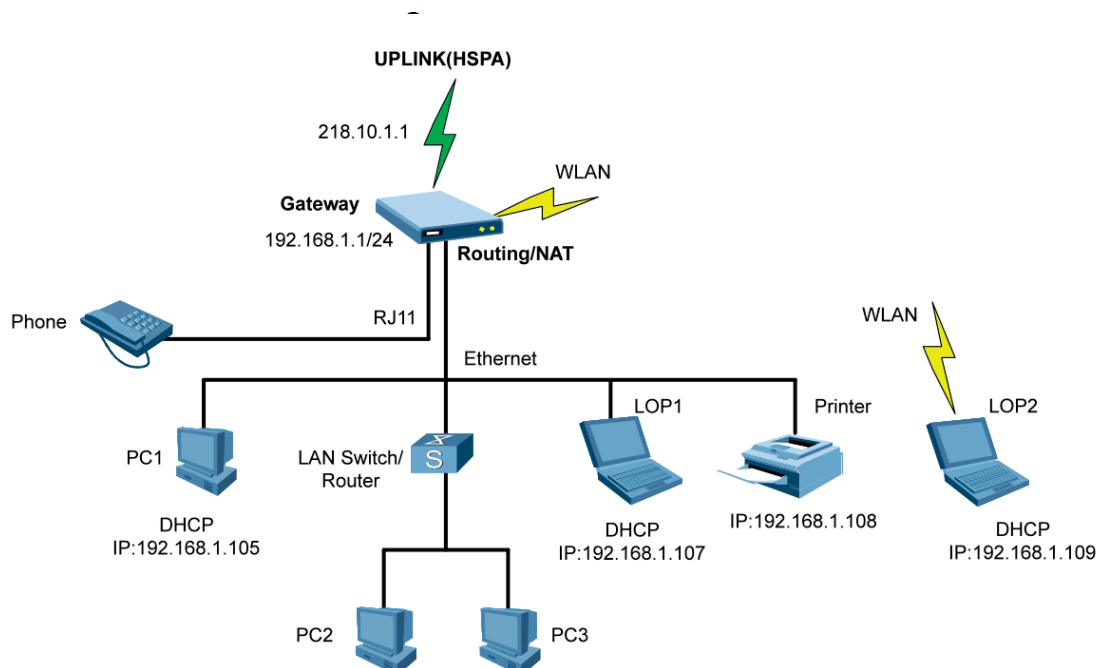 UPLINK(HSPA)
218.10.1.1
WLAN
Gateway
192.168.1.1/24
Routing/NAT
Phone
RJ11
WLAN
Ethernet
LOP1
Printer
LOP2
PC1
LAN Switch/
Router
S
DHCP
IP:192.168.1.105
DHCP
IP:192.168.1.107
IP:192.168.1.108
DHCP
IP:192.168.1.109
PC2
PC3